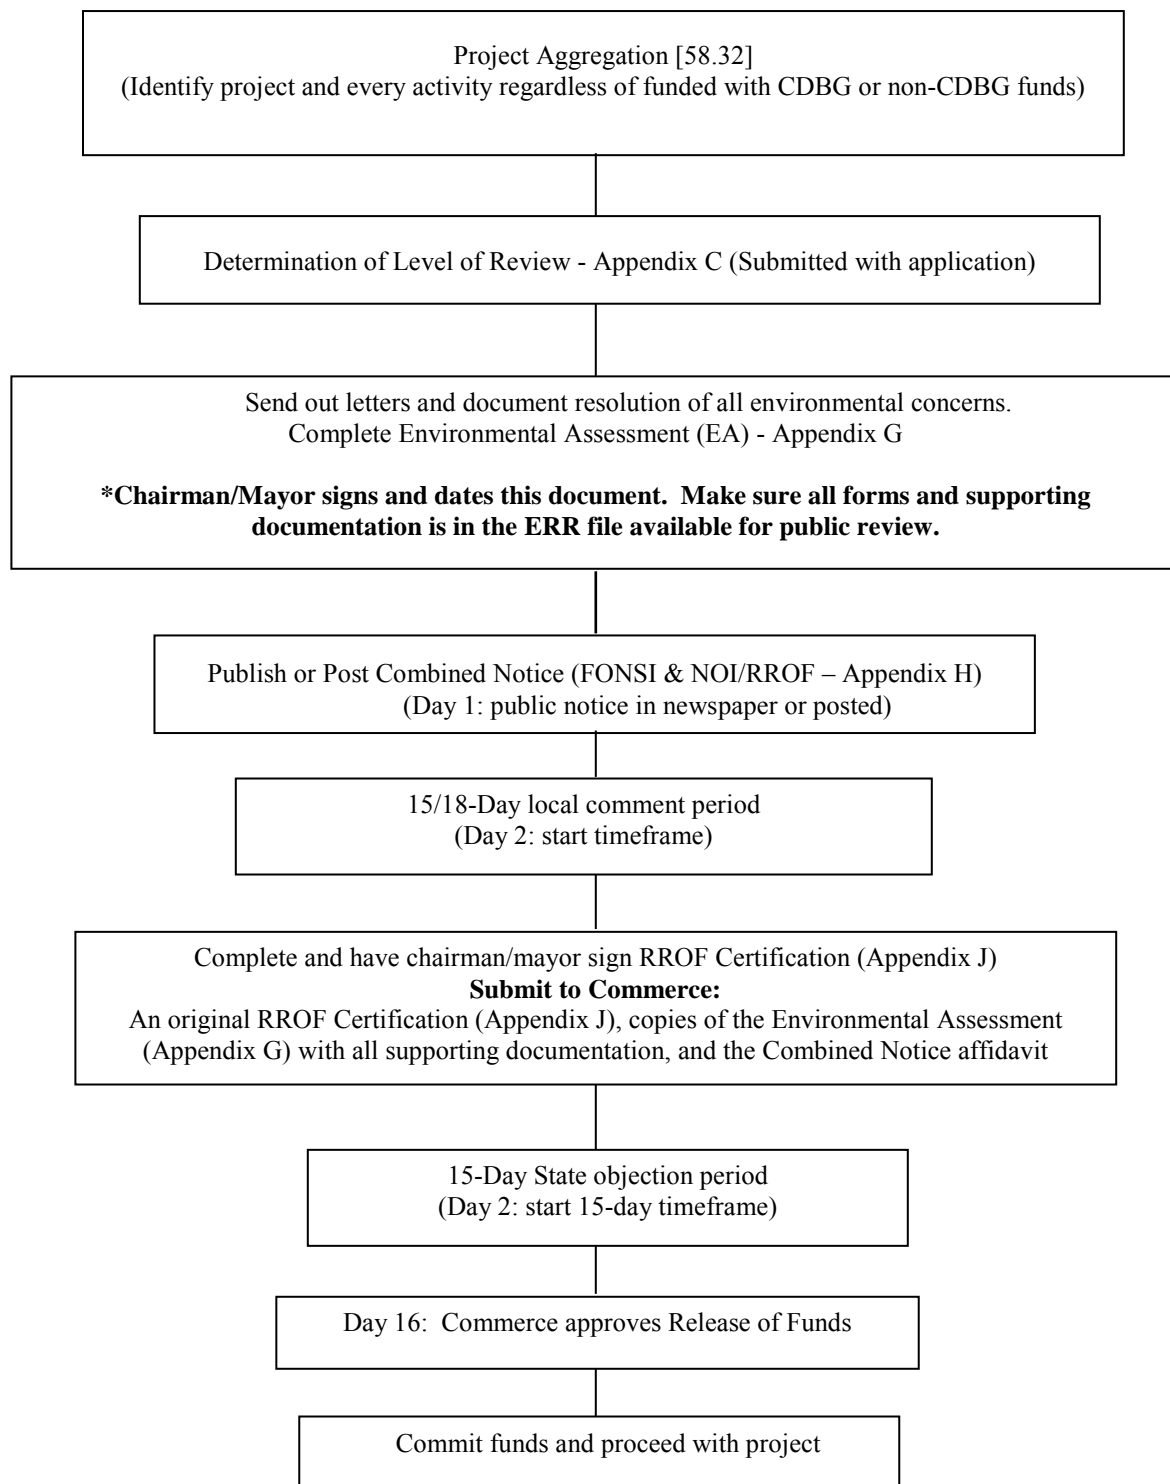 Project Aggregation [58.32]
(Identify project and every activity regardless of funded with CDBG or non-CDBG funds)
Determination of Level of Review - Appendix C (Submitted with application)
Send out letters and document resolution of all environmental concerns.
Complete Environmental Assessment (EA) - Appendix G
*Chairman/Mayor signs and dates this document.  Make sure all forms and supporting
documentation is in the ERR file available for public review.
Publish or Post Combined Notice (FONSI & NOI/RROF – Appendix H)
(Day 1: public notice in newspaper or posted)
15/18-Day local comment period
(Day 2: start timeframe)
Complete and have chairman/mayor sign RROF Certification (Appendix J)
Submit to Commerce:
An original RROF Certification (Appendix J), copies of the Environmental Assessment
(Appendix G) with all supporting documentation, and the Combined Notice affidavit
15-Day State objection period
(Day 2: start 15-day timeframe)
Day 16:  Commerce approves Release of Funds
Commit funds and proceed with project